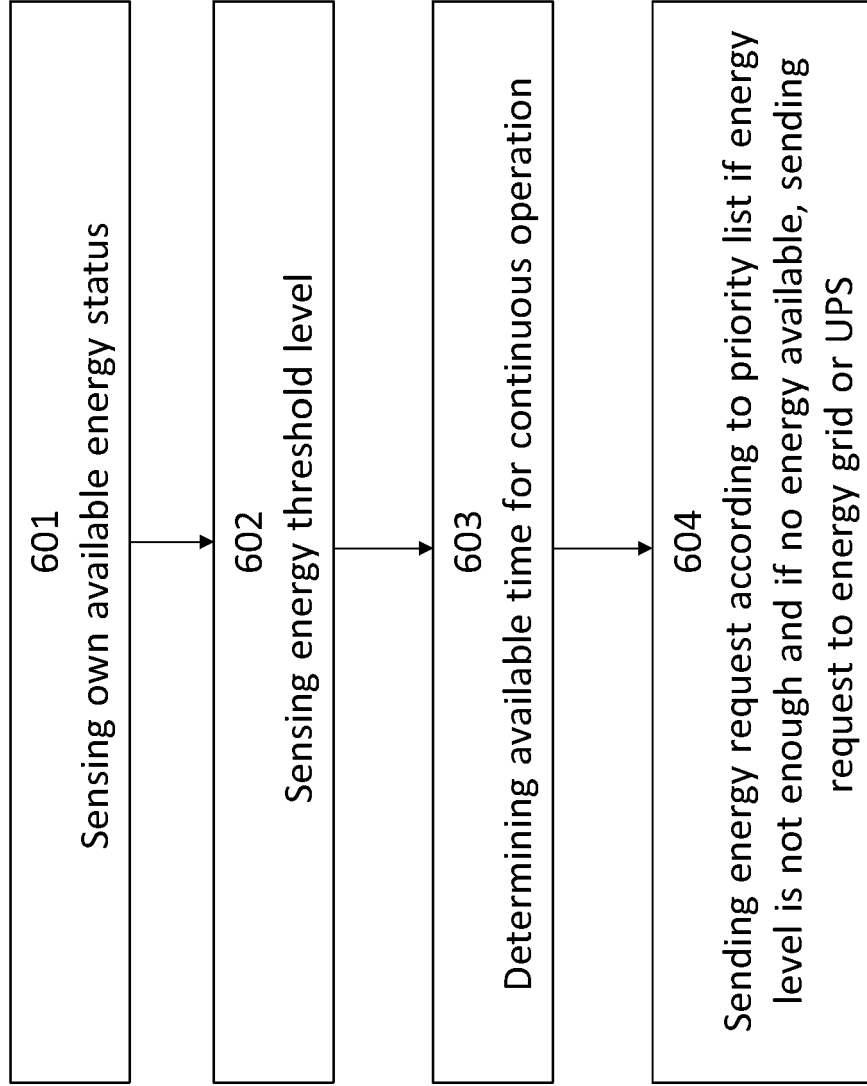 601
Sensing own available energy status
602
Sensing energy threshold level
603
Determining available time for continuous operation
604
Sending energy request according to priority list if energy
level is not enough and if no energy available, sending
request to energy grid or UPS